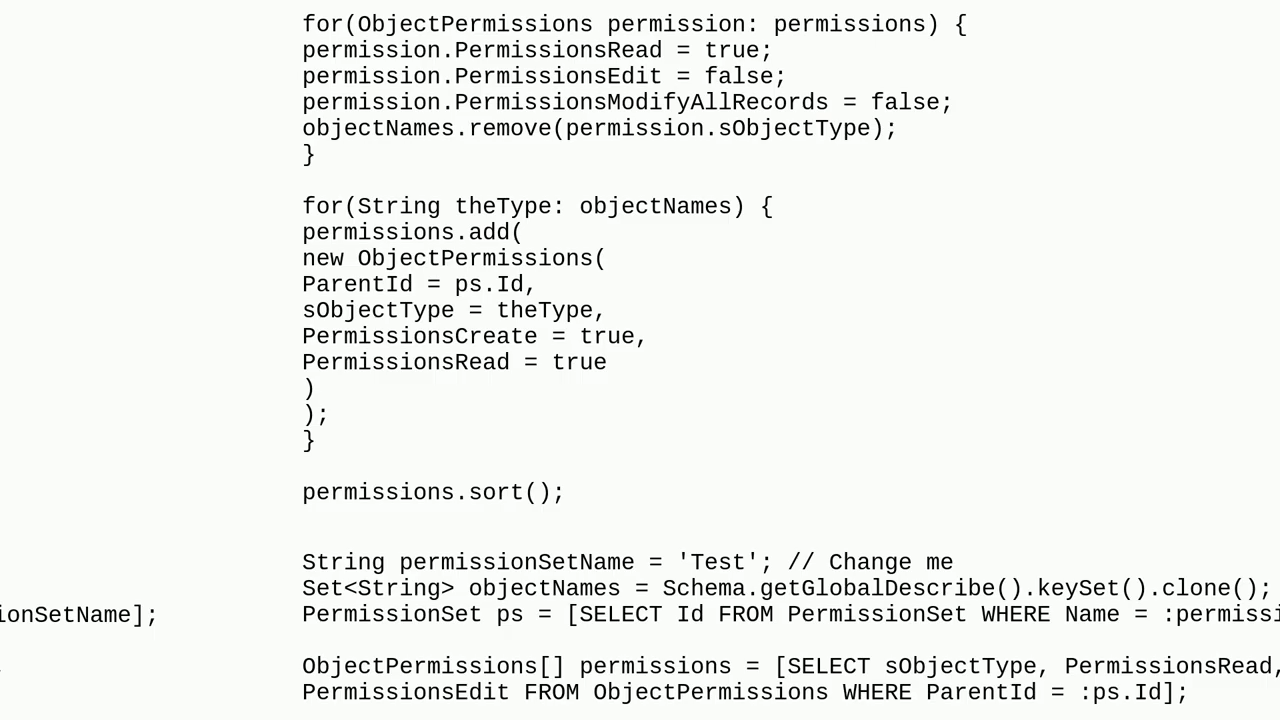 for(ObjectPermissions permission: permissions) {
permission.PermissionsRead = true;
permission.PermissionsEdit = false;
permission.PermissionsModifyAllRecords = false;
objectNames.remove(permission.sObjectType);
}
for(String theType: objectNames) {
permissions.add(
new ObjectPermissions(
ParentId = ps.Id,
sObjectType = theType,
PermissionsCreate = true,
PermissionsRead = true
)
);
}
permissions.sort();
String permissionSetName = 'Test'; // Change me
Set<String> objectNames = Schema.getGlobalDescribe().keySet().clone();
ionSetName]; PermissionSet ps = [SELECT Id FROM PermissionSet WHERE Name = :permissi
ObjectPermissions[] permissions = [SELECT sObjectType, PermissionsRead,
PermissionsEdit FROM ObjectPermissions WHERE ParentId = :ps.Id];